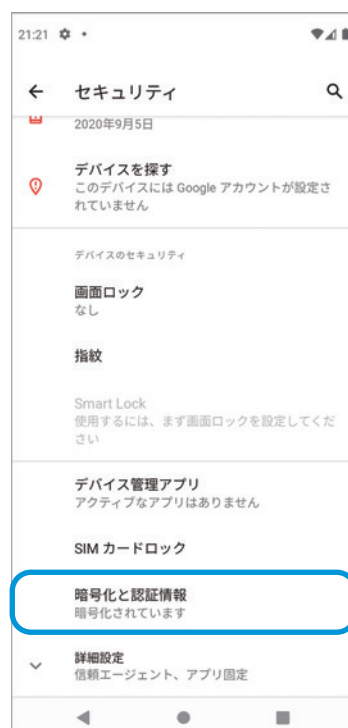 21:21
セキュリティ
2020年9月5日
デバイスを探す
このデバイスには Google アカウントが設定さ
れていません
デバイスのセキュリティ
画面ロック
なし
指紋
Smart Lock
使用するには、まず画面ロックを設定してくだ
さい
デバイス管理アプリ
アクティブなアプリはありません
SIM カードロック
暗号化と認証情報
暗号化されています
詳細設定
信頼エージェント、アプリ固定